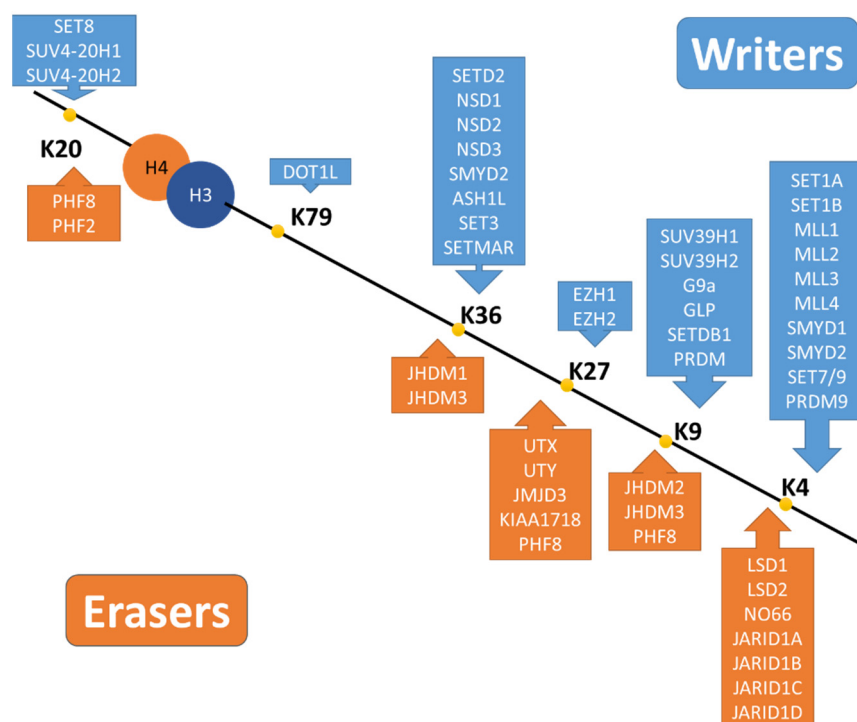 SET8
SUV4-20H1
SUV4-20H2
Writers
K20
H4
H3
PHF8
PHF2
DOT1L
K79
SETD2
NSD1
NSD2
NSD3
SMYD2
ASH1L
SET3
SETMAR
K36
JHDM1
JHDM3
EZH1
EZH2
K27
UTX
UTY
JMJD3
KIAA1718
PHF8
SUV39H1
SUV39H2
G9a
GLP
SETDB1
PRDM
K9
JHDM2
JHDM3
PHF8
SET1A
SET1B
MLL1
MLL2
MLL3
MLL4
SMYD1
SMYD2
SET7/9
PRDM9
K4
LSD1
LSD2
NO66
JARID1A
JARID1B
JARID1C
JARID1D
Erasers